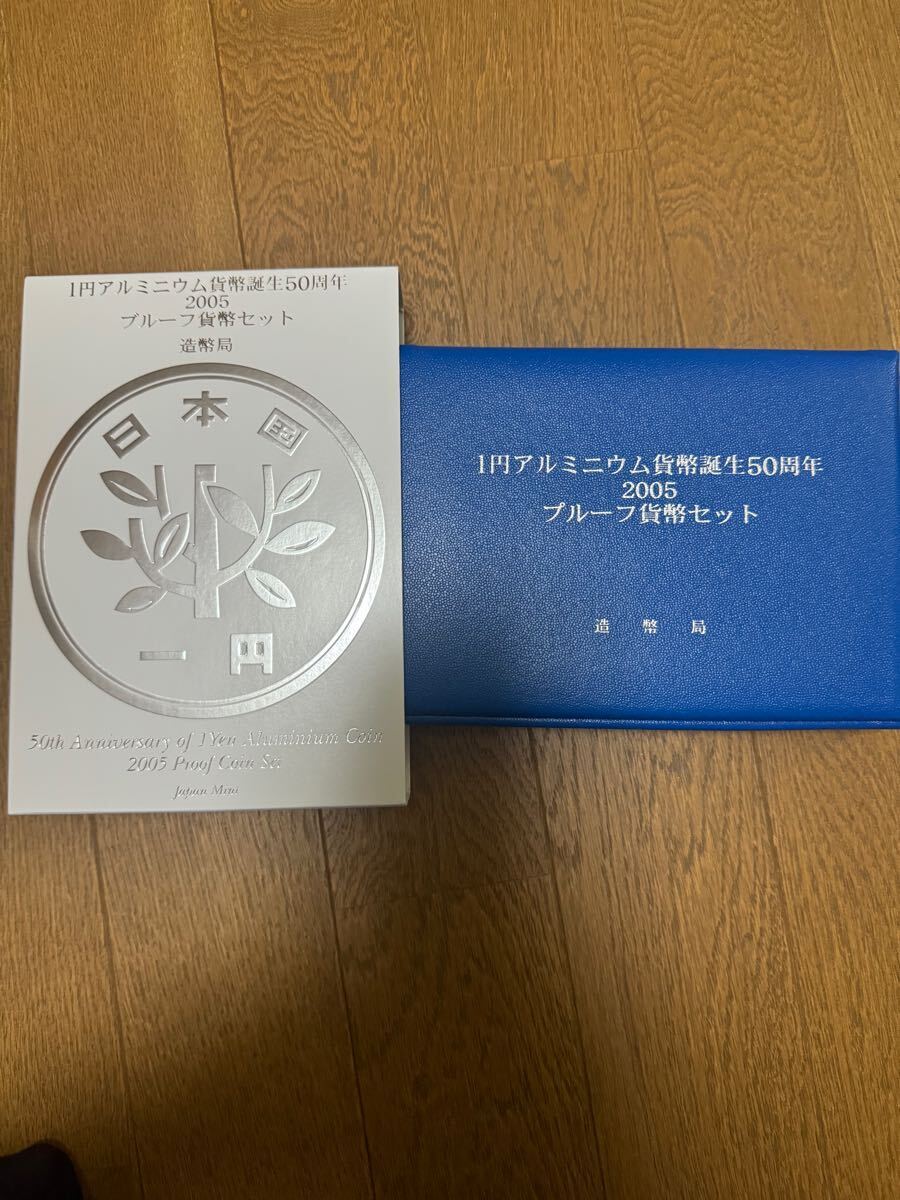 1円アルミニウム貨幣誕生50周年
2005
プルーフ貨幣セット
造幣局
日本国
一円
50th Anniversary of 1Yen Aluminium Coin
2005 Proof Coin Set
Japan Mint
1円アルミニウム貨幣誕生50周年
2005
プルーフ貨幣セット
造幣局